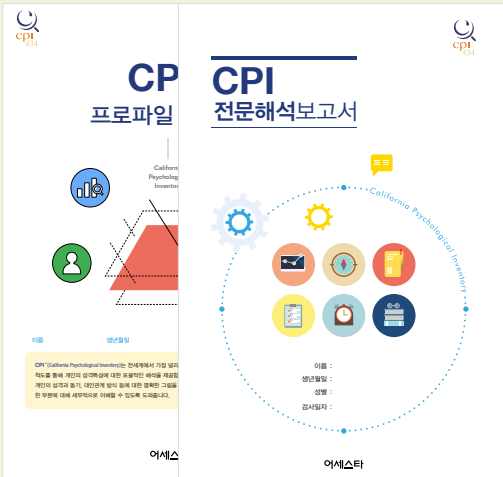 cpi
434
CP
프로파일
Californ
Psycholog
Inventor
이름
생년월일
CPI™(California Psychological Inventory)는 전세계에서 가장 널리
척도를 통해 개인의 성격특성에 대한 포괄적인 해석을 제공함
개인의 성격과 동기, 대인관계 방식 등에 대한 명확한 그림을
한 부분에 대해 세부적으로 이해할 수 있도록 도와줍니다.
어세스
cpi
434
CPI
전문해석보고서
California Psychological Inventory
이름 :
생년월일 :
성별 :
검사일자 :
어세스타